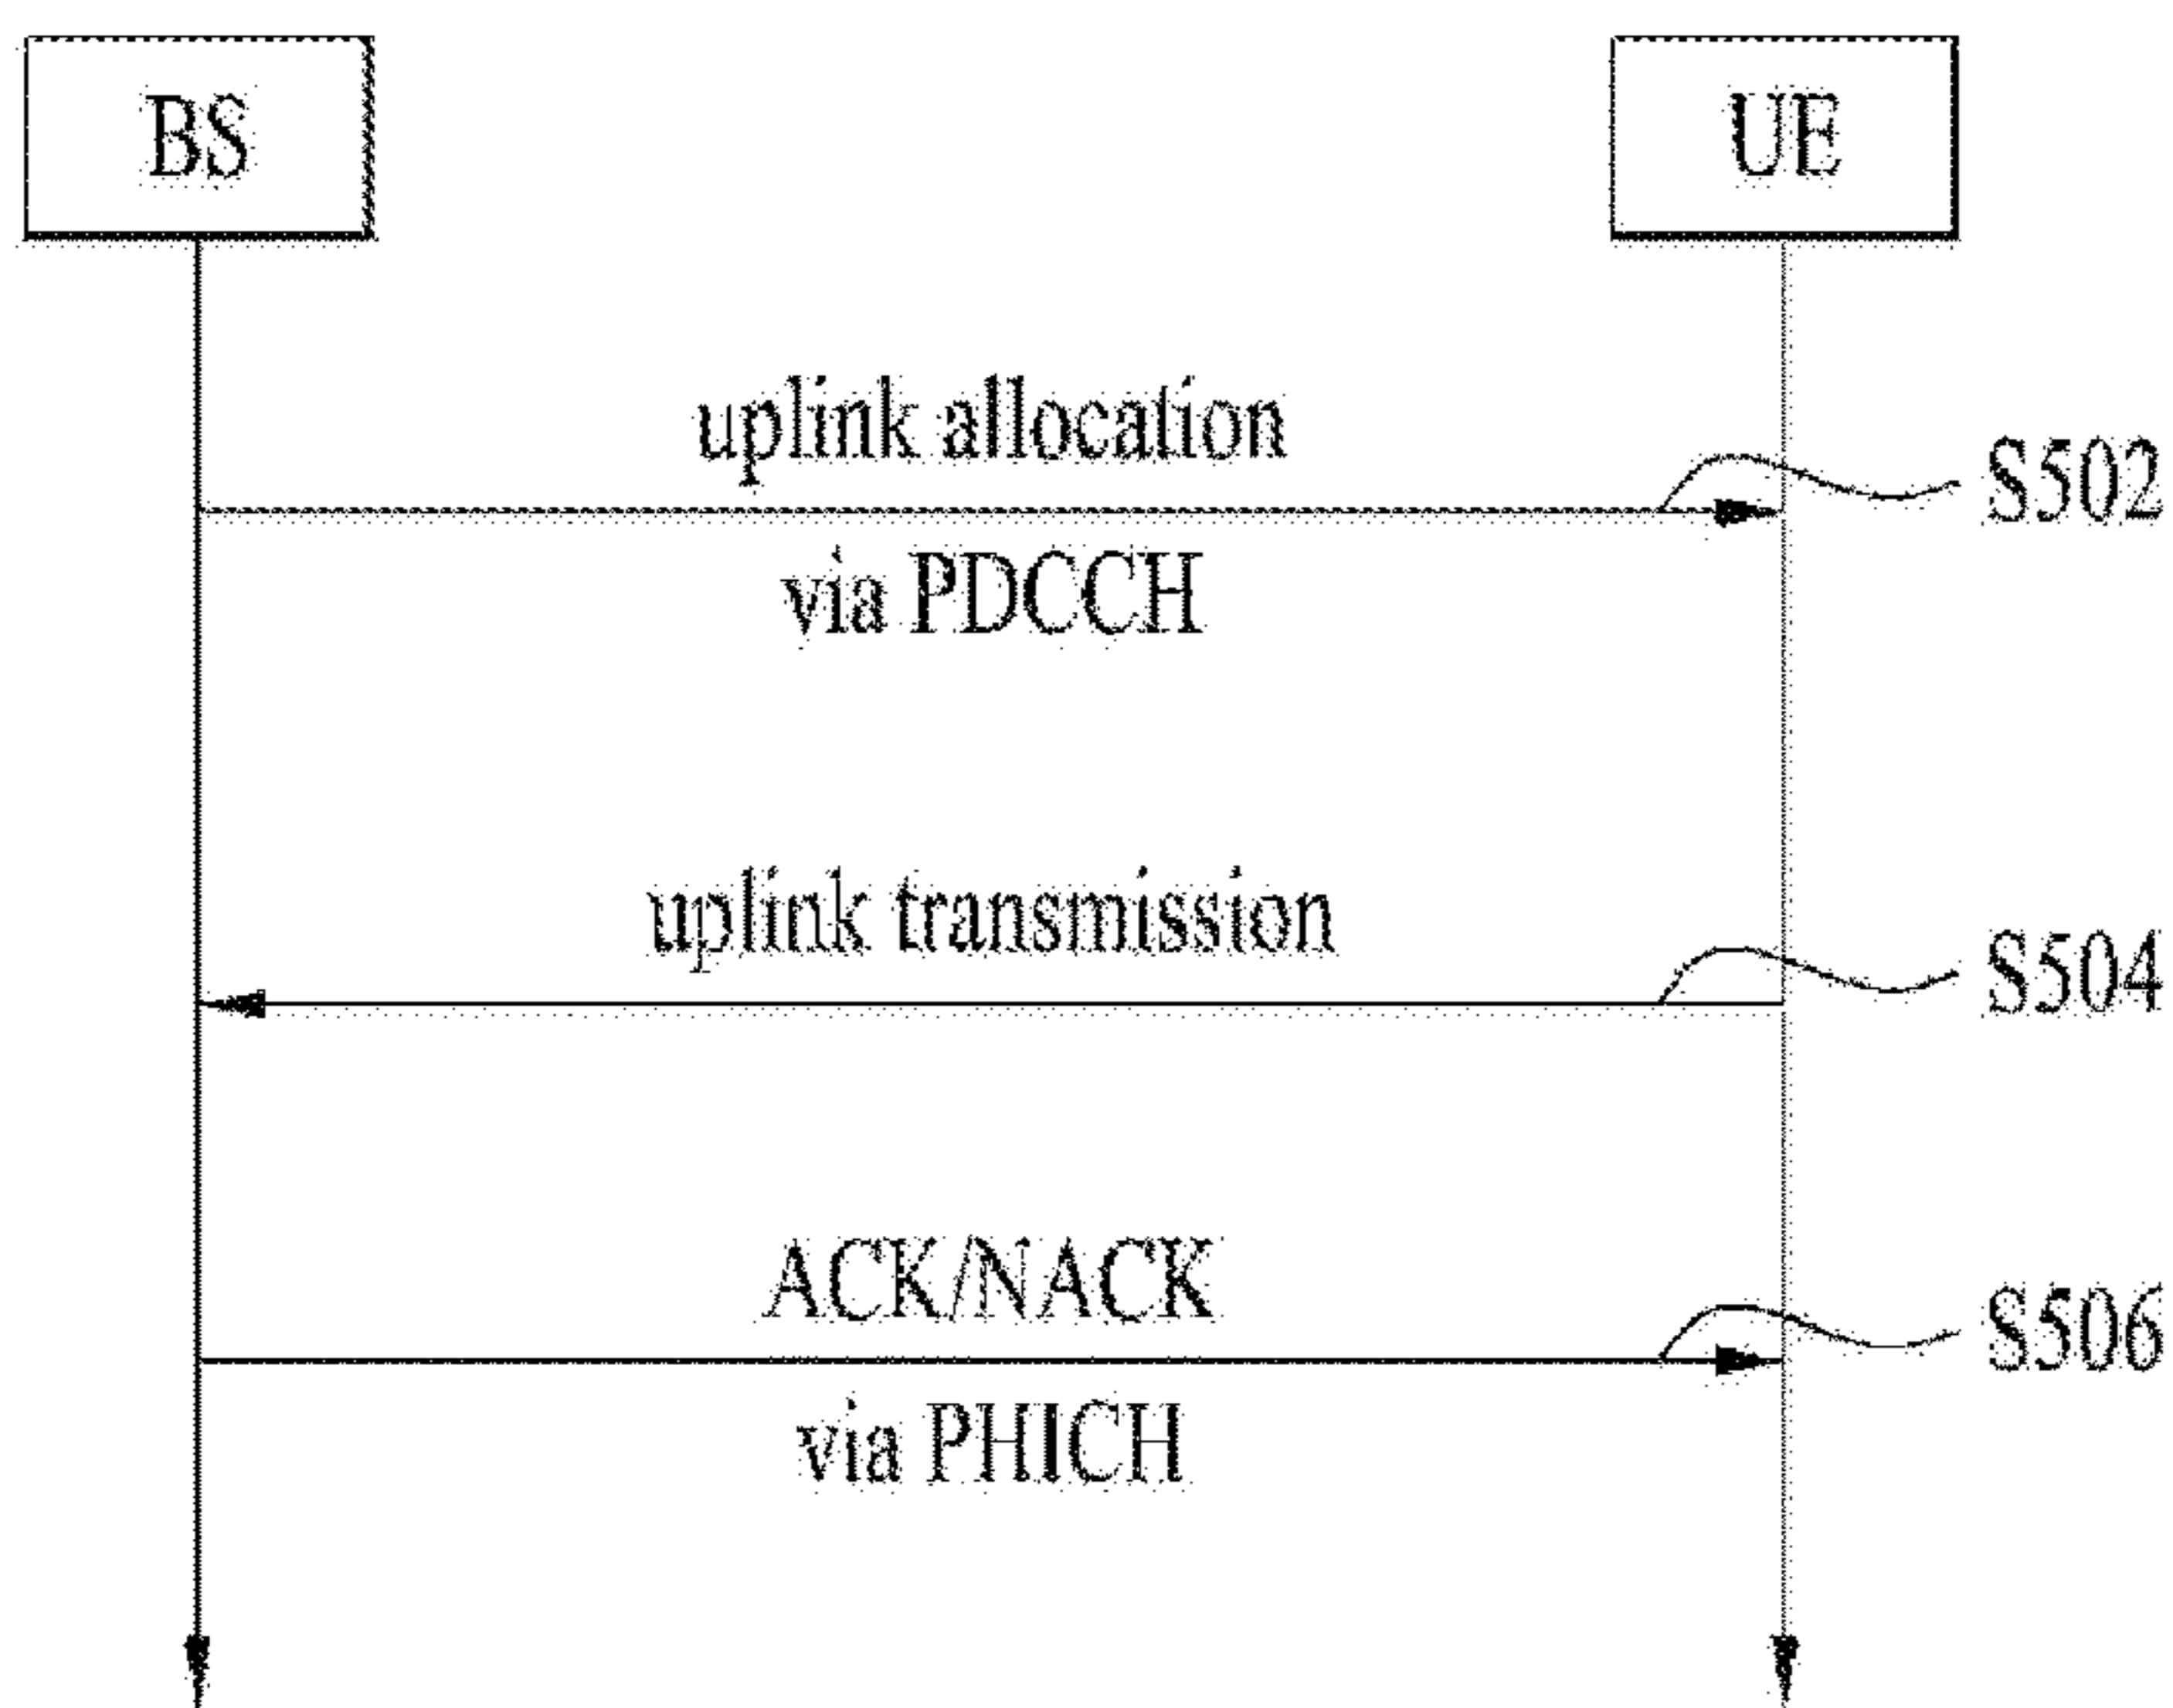 BS
UE
uplink allocation
S502
via PDCCH
uplink transmission
S504
ACK/NACK
S506
via PHICH